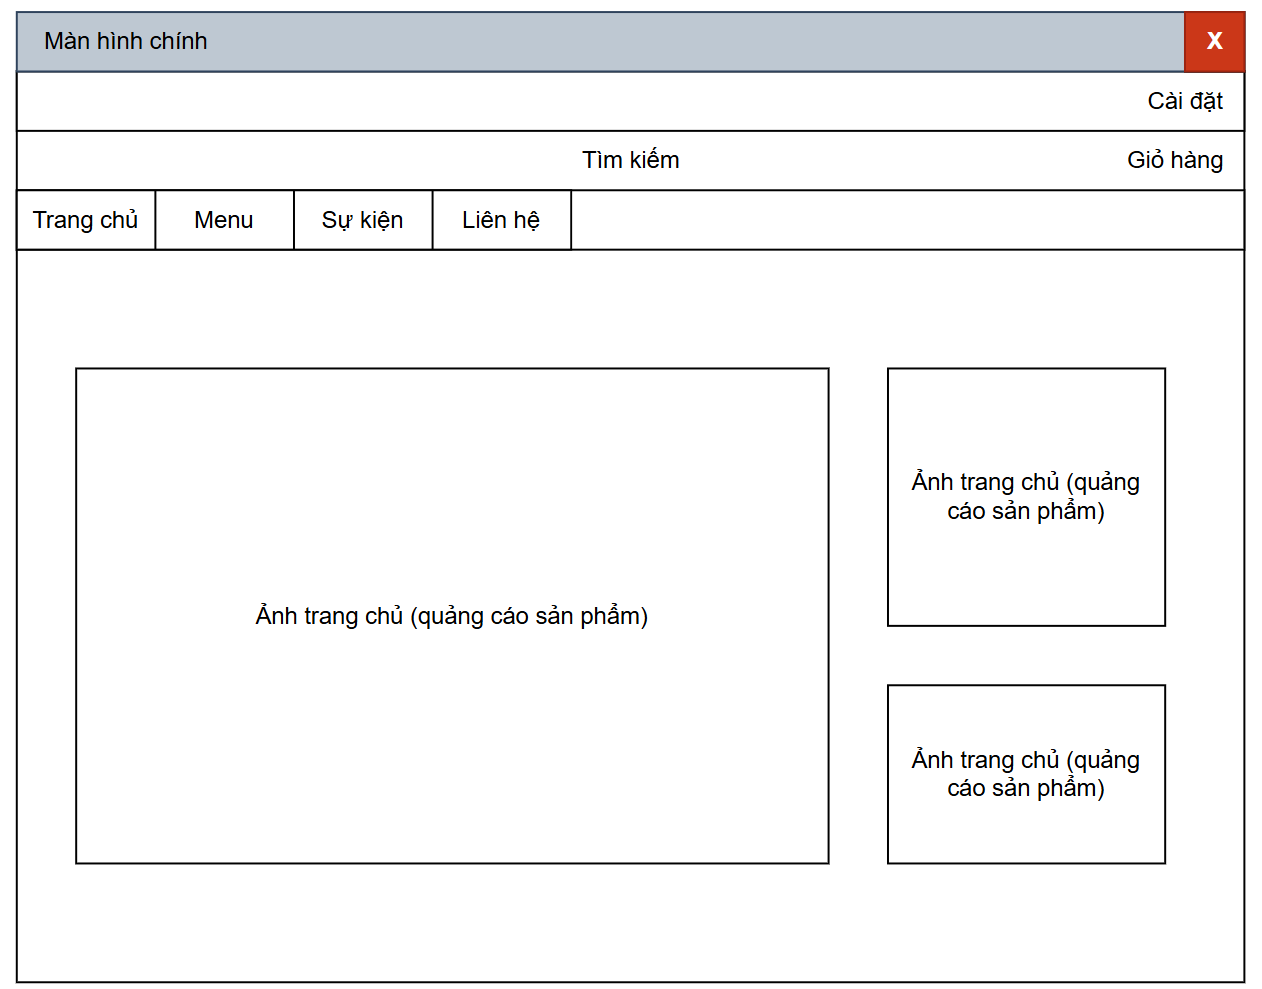 Màn hình chính
X
Cài đặt
Tìm kiếm
Giỏ hàng
Trang chủ
Menu
Sự kiện
Liên hệ
Ảnh trang chủ (quảng cáo sản phẩm)
Ảnh trang chủ (quảng
cáo sản phẩm)
Ảnh trang chủ (quảng
cáo sản phẩm)